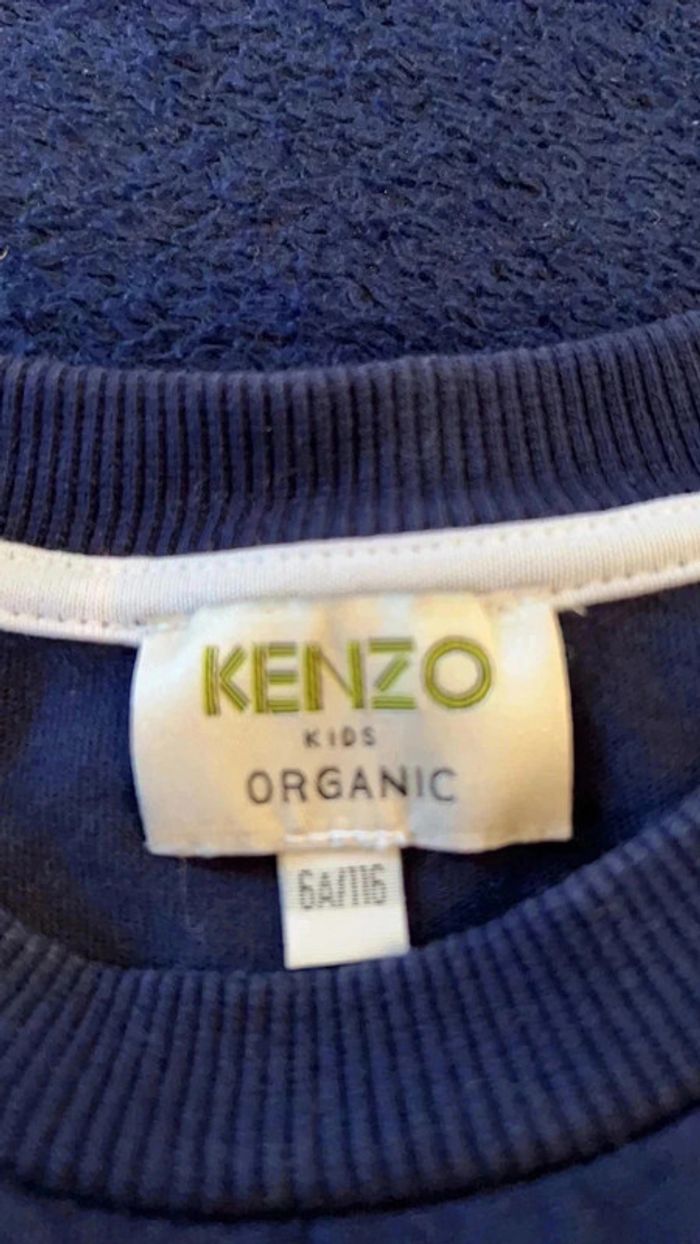 KENZO
KIDS
ORGANIC
6A/116